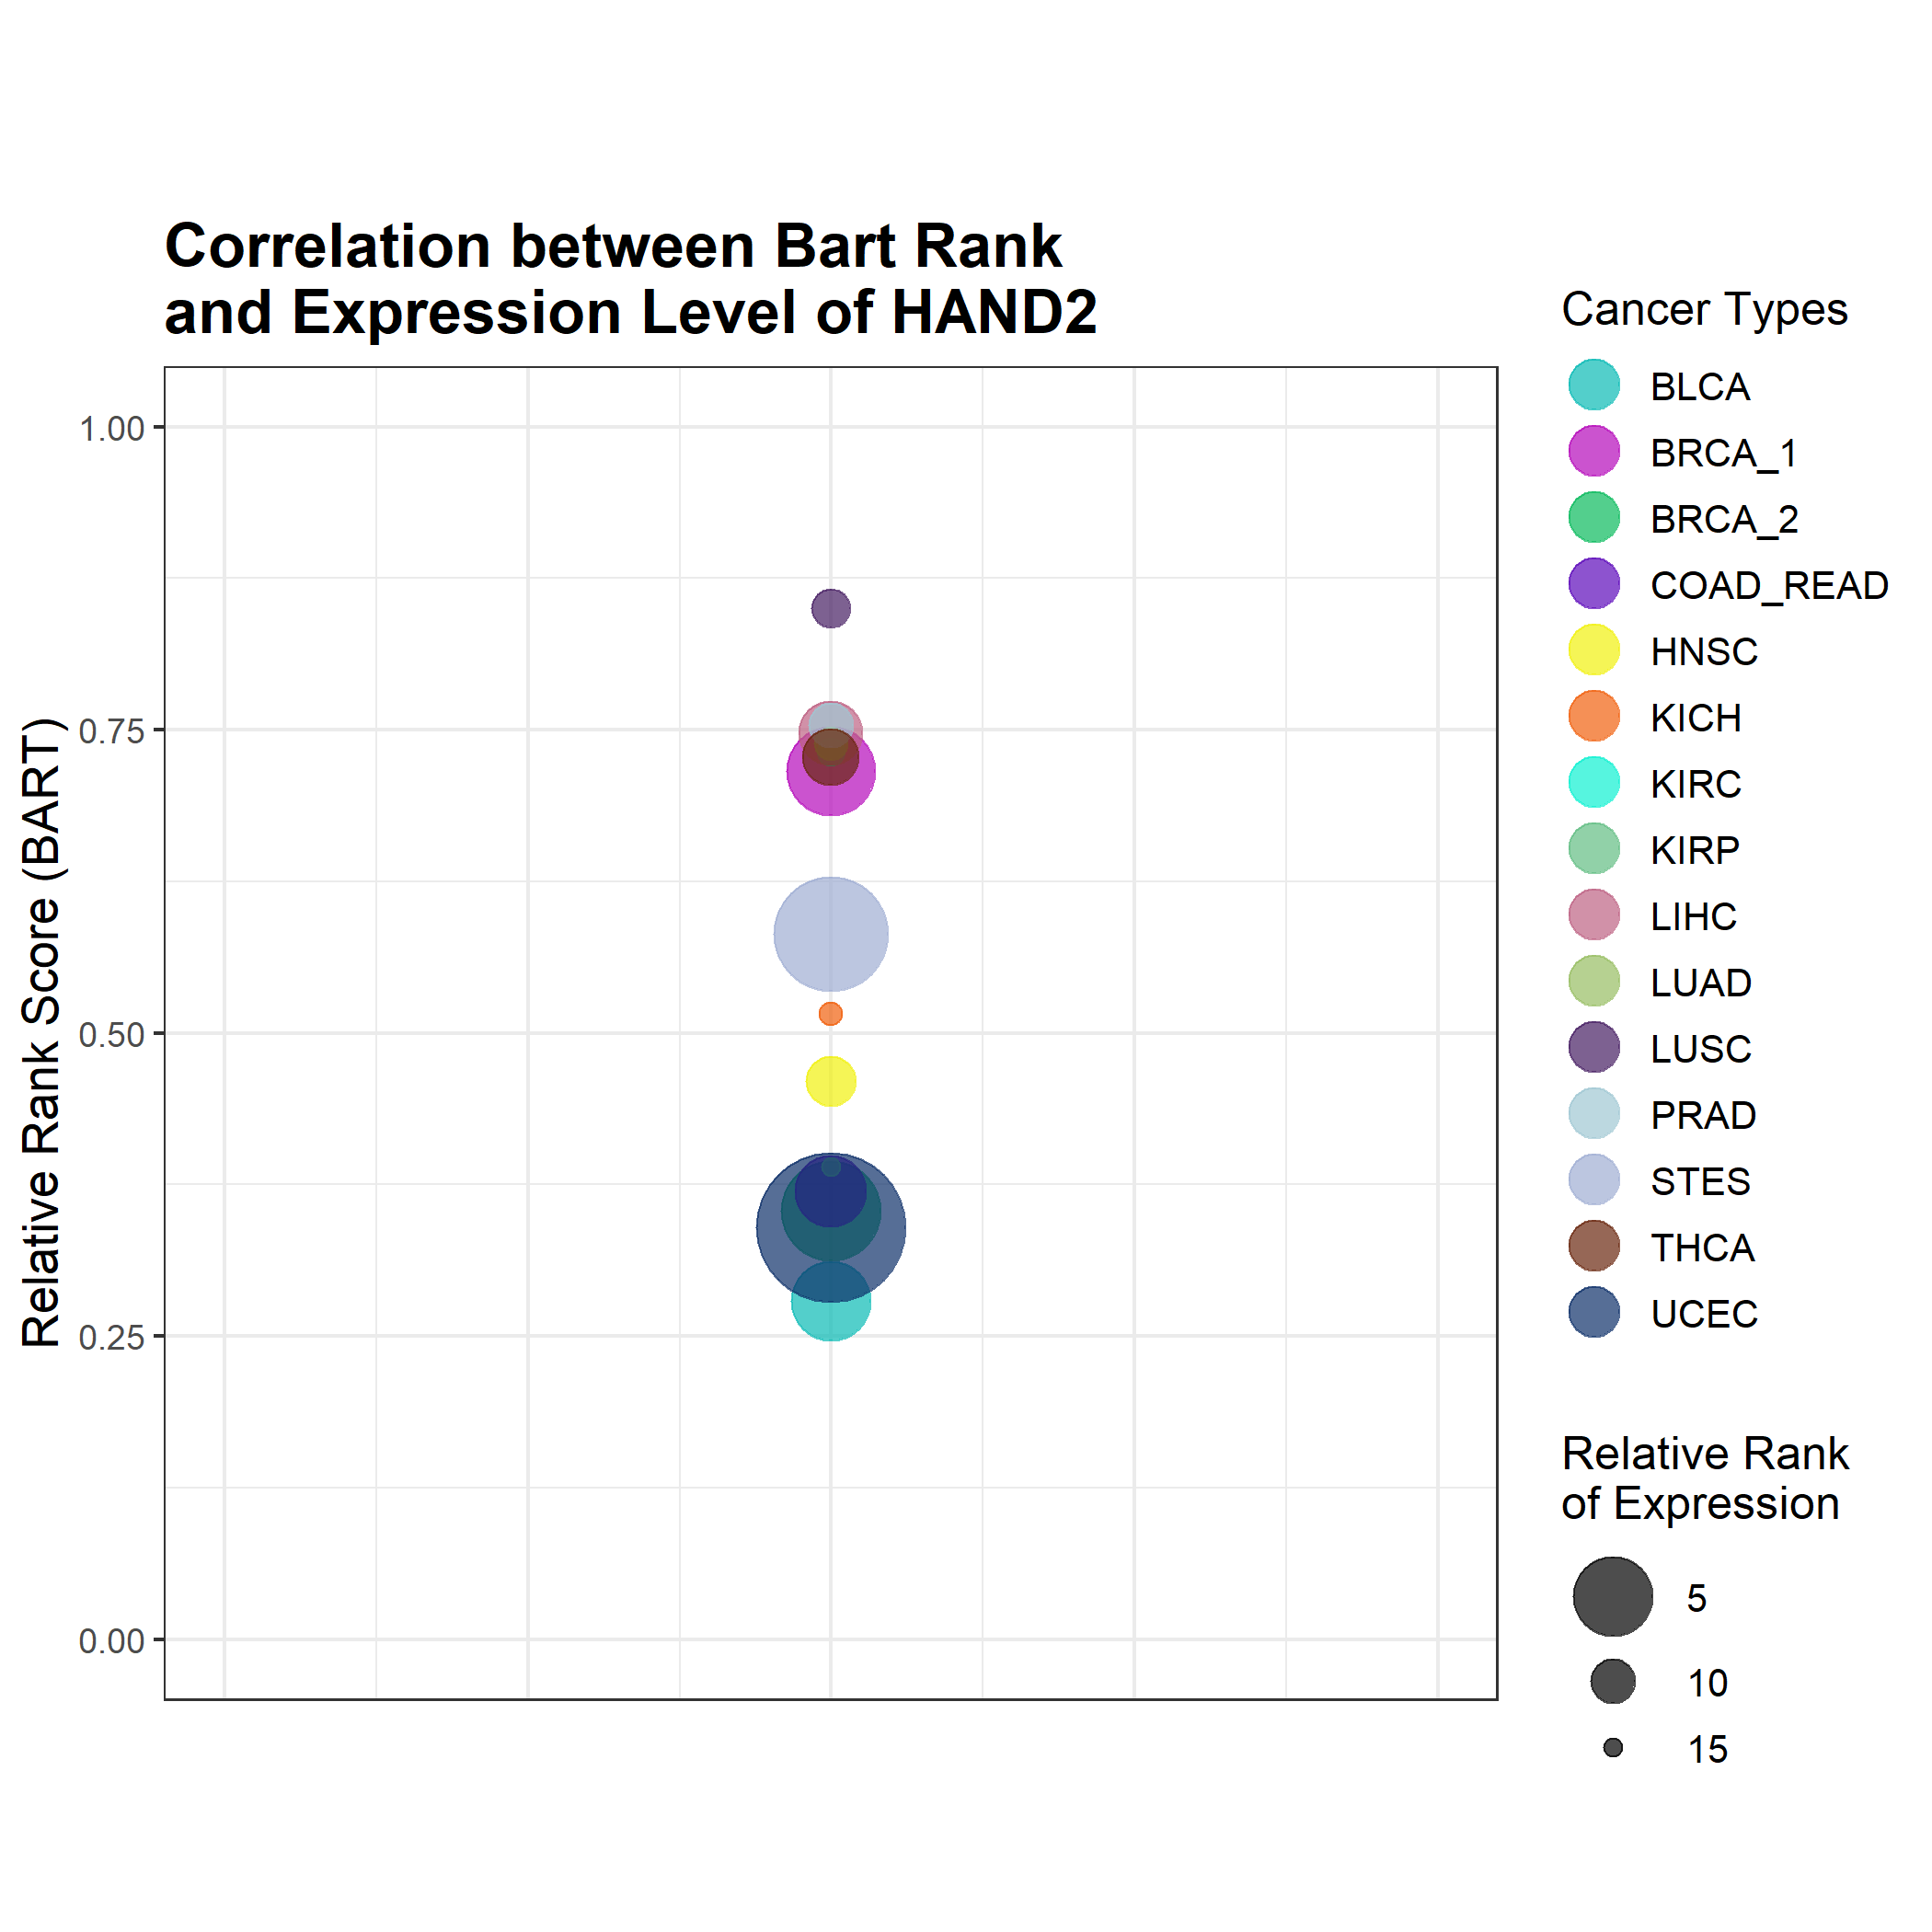 Correlation between Bart Rank
and Expression Level of HAND2
Relative Rank Score (BART)
1.00
0.75
0.50
0.25
0.00
Cancer Types
BLCA
BRCA_1
BRCA_2
COAD_READ
HNSC
KICH
KIRC
KIRP
LIHC
LUAD
LUSC
PRAD
STES
THCA
UCEC
Relative Rank
of Expression
5
10
15